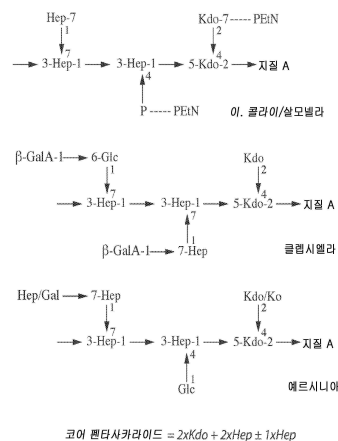 Hep-7 Kdo-7-----PEtN
1 2
7 4
3-Hep-1 3-Hep-1 5-Kdo-2 지질 A
4
P-----PEtN
이. 콜라이/살모넬라
β-GalA-1 6-Glc Kdo
1 2
7 4
3-Hep-1 3-Hep-1 5-Kdo-2 지질 A
7
1
β-GalA-1 7-Hep
클렙시엘라
Hep/Gal 7-Hep Kdo/Ko
1 2
7 4
3-Hep-1 3-Hep-1 5-Kdo-2 지질 A
4
1
Glc
예르시니아
코어 펜타사카라이드 = 2xKdo + 2xHep ± 1xHep